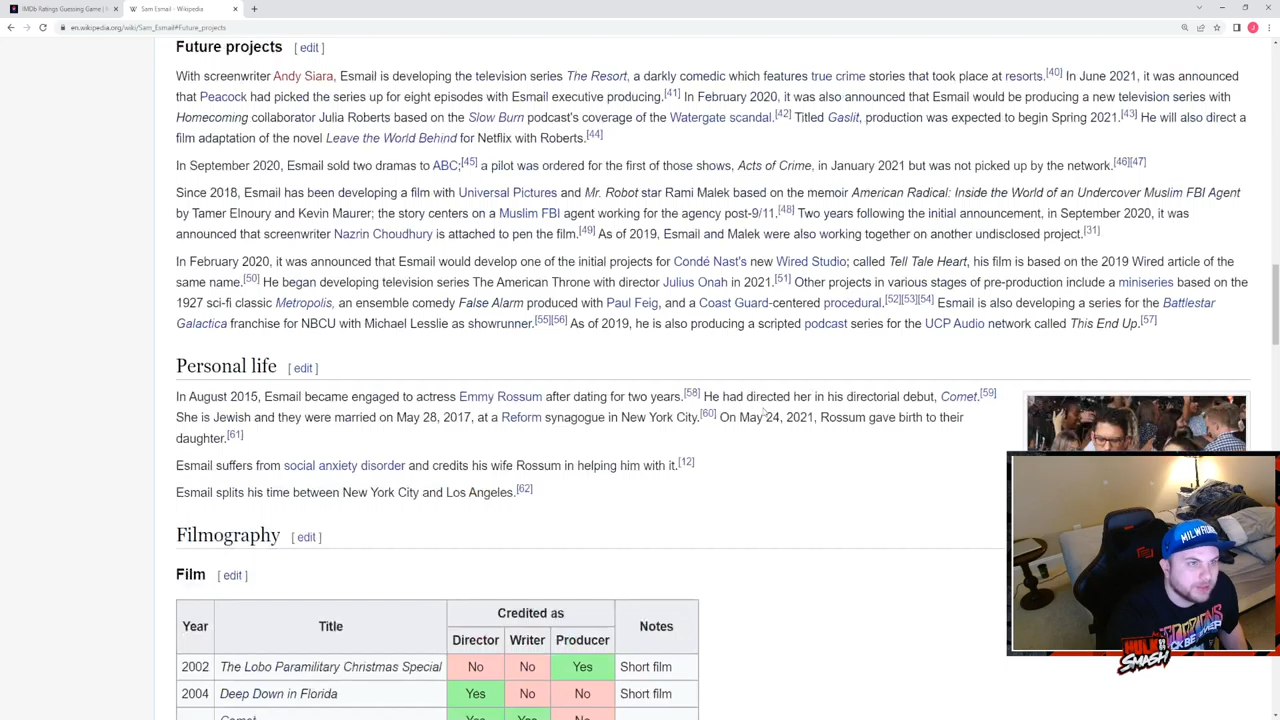 IMDb Ratings Guessing Game |
Sam Esmail - Wikipedia
en.wikipedia.org/wiki/Sam_Esmail#Future_projects
Future projects [ edit ]
With screenwriter Andy Siara, Esmail is developing the television series The Resort, a darkly comedic which features true crime stories that took place at resorts.[40] In June 2021, it was announced
that Peacock had picked the series up for eight episodes with Esmail executive producing.[41] In February 2020, it was also announced that Esmail would be producing a new television series with
Homecoming collaborator Julia Roberts based on the Slow Burn podcast's coverage of the Watergate scandal.[42] Titled Gaslit, production was expected to begin Spring 2021.[43] He will also direct a
film adaptation of the novel Leave the World Behind for Netflix with Roberts.[44]
In September 2020, Esmail sold two dramas to ABC;[45] a pilot was ordered for the first of those shows, Acts of Crime, in January 2021 but was not picked up by the network.[46][47]
Since 2018, Esmail has been developing a film with Universal Pictures and Mr. Robot star Rami Malek based on the memoir American Radical: Inside the World of an Undercover Muslim FBI Agent
by Tamer Elnoury and Kevin Maurer; the story centers on a Muslim FBI agent working for the agency post-9/11.[48] Two years following the initial announcement, in September 2020, it was
announced that screenwriter Nazrin Choudhury is attached to pen the film.[49] As of 2019, Esmail and Malek were also working together on another undisclosed project.[31]
In February 2020, it was announced that Esmail would develop one of the initial projects for Condé Nast's new Wired Studio; called Tell Tale Heart, his film is based on the 2019 Wired article of the
same name.[50] He began developing television series The American Throne with director Julius Onah in 2021.[51] Other projects in various stages of pre-production include a miniseries based on the
1927 sci-fi classic Metropolis, an ensemble comedy False Alarm produced with Paul Feig, and a Coast Guard-centered procedural.[52][53][54] Esmail is also developing a series for the Battlestar
Galactica franchise for NBCU with Michael Lesslie as showrunner.[55][56] As of 2019, he is also producing a scripted podcast series for the UCP Audio network called This End Up.[57]
Personal life [ edit ]
In August 2015, Esmail became engaged to actress Emmy Rossum after dating for two years.[58] He had directed her in his directorial debut, Comet.[59]
She is Jewish and they were married on May 28, 2017, at a Reform synagogue in New York City.[60] On May 24, 2021, Rossum gave birth to their
daughter.[61]
Esmail suffers from social anxiety disorder and credits his wife Rossum in helping him with it.[12]
Esmail splits his time between New York City and Los Angeles.[62]
Filmography [ edit ]
Film [ edit ]
Year Title Credited as Notes
Director Writer Producer
2002 The Lobo Paramilitary Christmas Special No No Yes Short film
2004 Deep Down in Florida Yes No No Short film
Comet Yes Yes No
HULK
SMASH